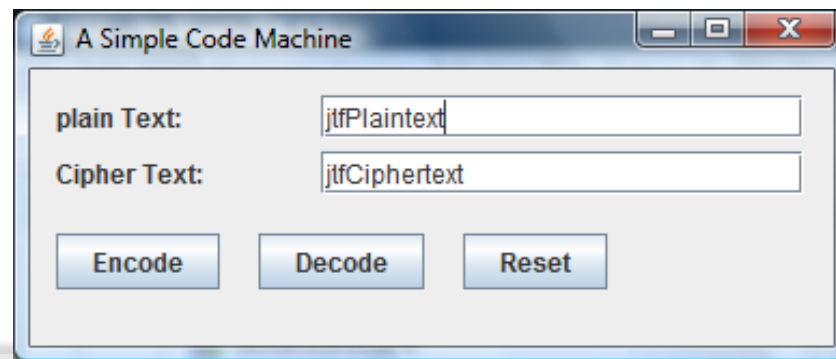 A Simple Code Machine
plain Text: jtfPlaintext
Cipher Text: jtfCiphertext
Encode Decode Reset